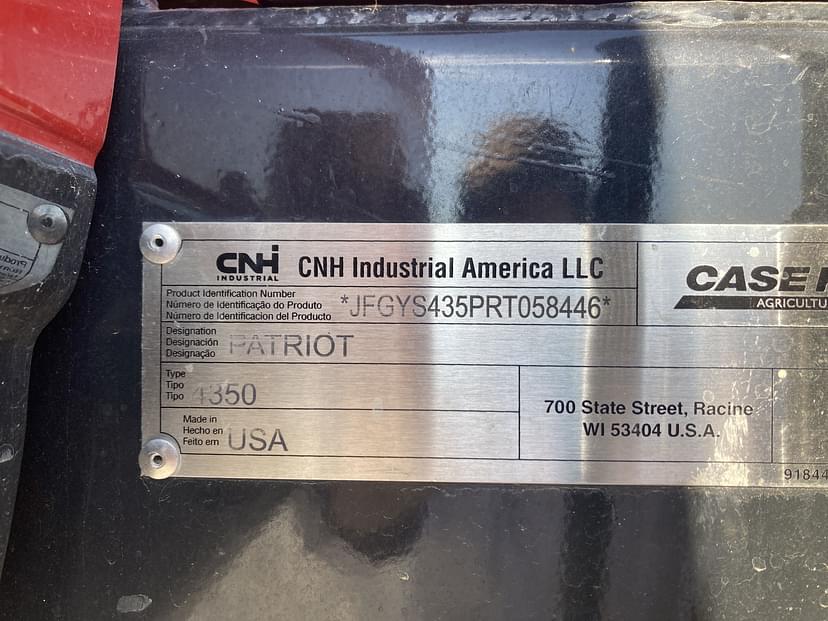 CNH
INDUSTRIAL
CNH Industrial America LLC
Product Identification Number
Número de Identificação do Produto
Número de Identificacion del Producto
*JFGYS435PRT058446*
CASE
AGRICULTU
Designation
Designación
Designação
PATRIOT
Type
Tipo
Tipo
4350
Made in
Hecho en
Feito em
USA
700 State Street, Racine
WI 53404 U.S.A.
91844